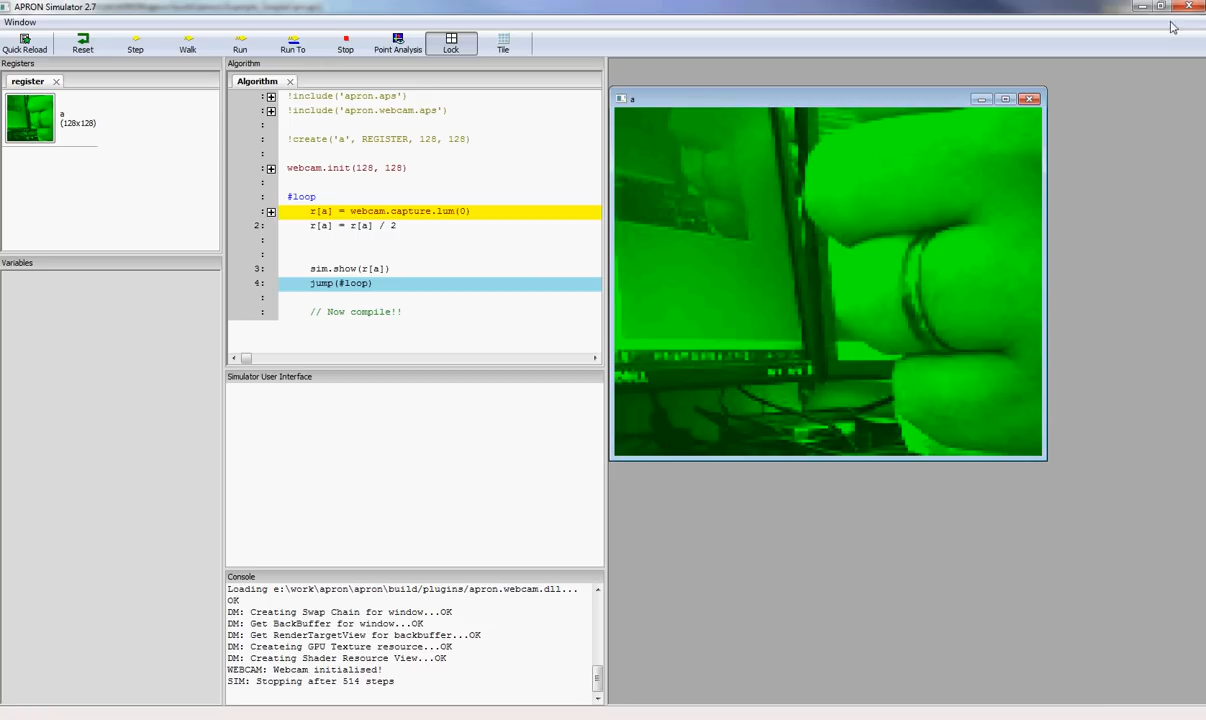 APRON Simulator 2.7
Window
Quick Reload
Reset
Step
Walk
Run
Run To
Stop
Point Analysis
Lock
Tile
Registers
register
a
(128x128)
Variables
Algorithm
Algorithm
: !include('apron.aps')
: !include('apron.webcam.aps')
:
: !create('a', REGISTER, 128, 128)
:
: webcam.init(128, 128)
:
: #loop
: r[a] = webcam.capture.lum(0)
2: r[a] = r[a] / 2
:
:
3: sim.show(r[a])
4: jump(#loop)
:
: // Now compile!!
Simulator User Interface
Console
Loading e:\work\apron\apron\build/plugins/apron.webcam.dll...
OK
DM: Creating Swap Chain for window...OK
DM: Get BackBuffer for window...OK
DM: Get RenderTargetView for backbuffer...OK
DM: Createing GPU Texture resource...OK
DM: Creating Shader Resource View...OK
WEBCAM: Webcam initialised!
SIM: Stopping after 514 steps
a